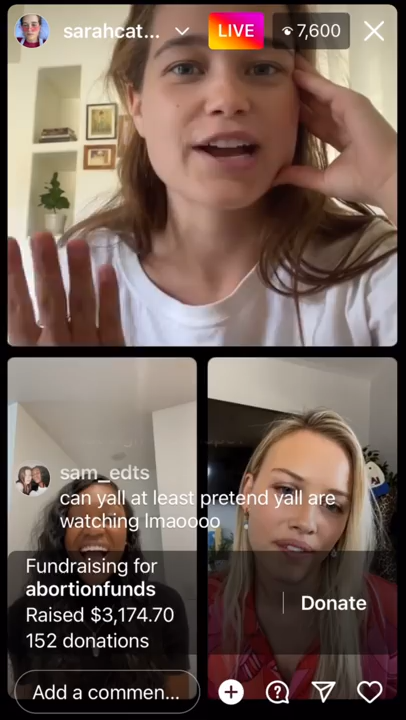 sarahcat...
LIVE
7,600
sam_edts
can yall at least pretend yall are
watching lmaoooo
Fundraising for
abortionfunds
Raised $3,174.70
152 donations
Donate
Add a commen...